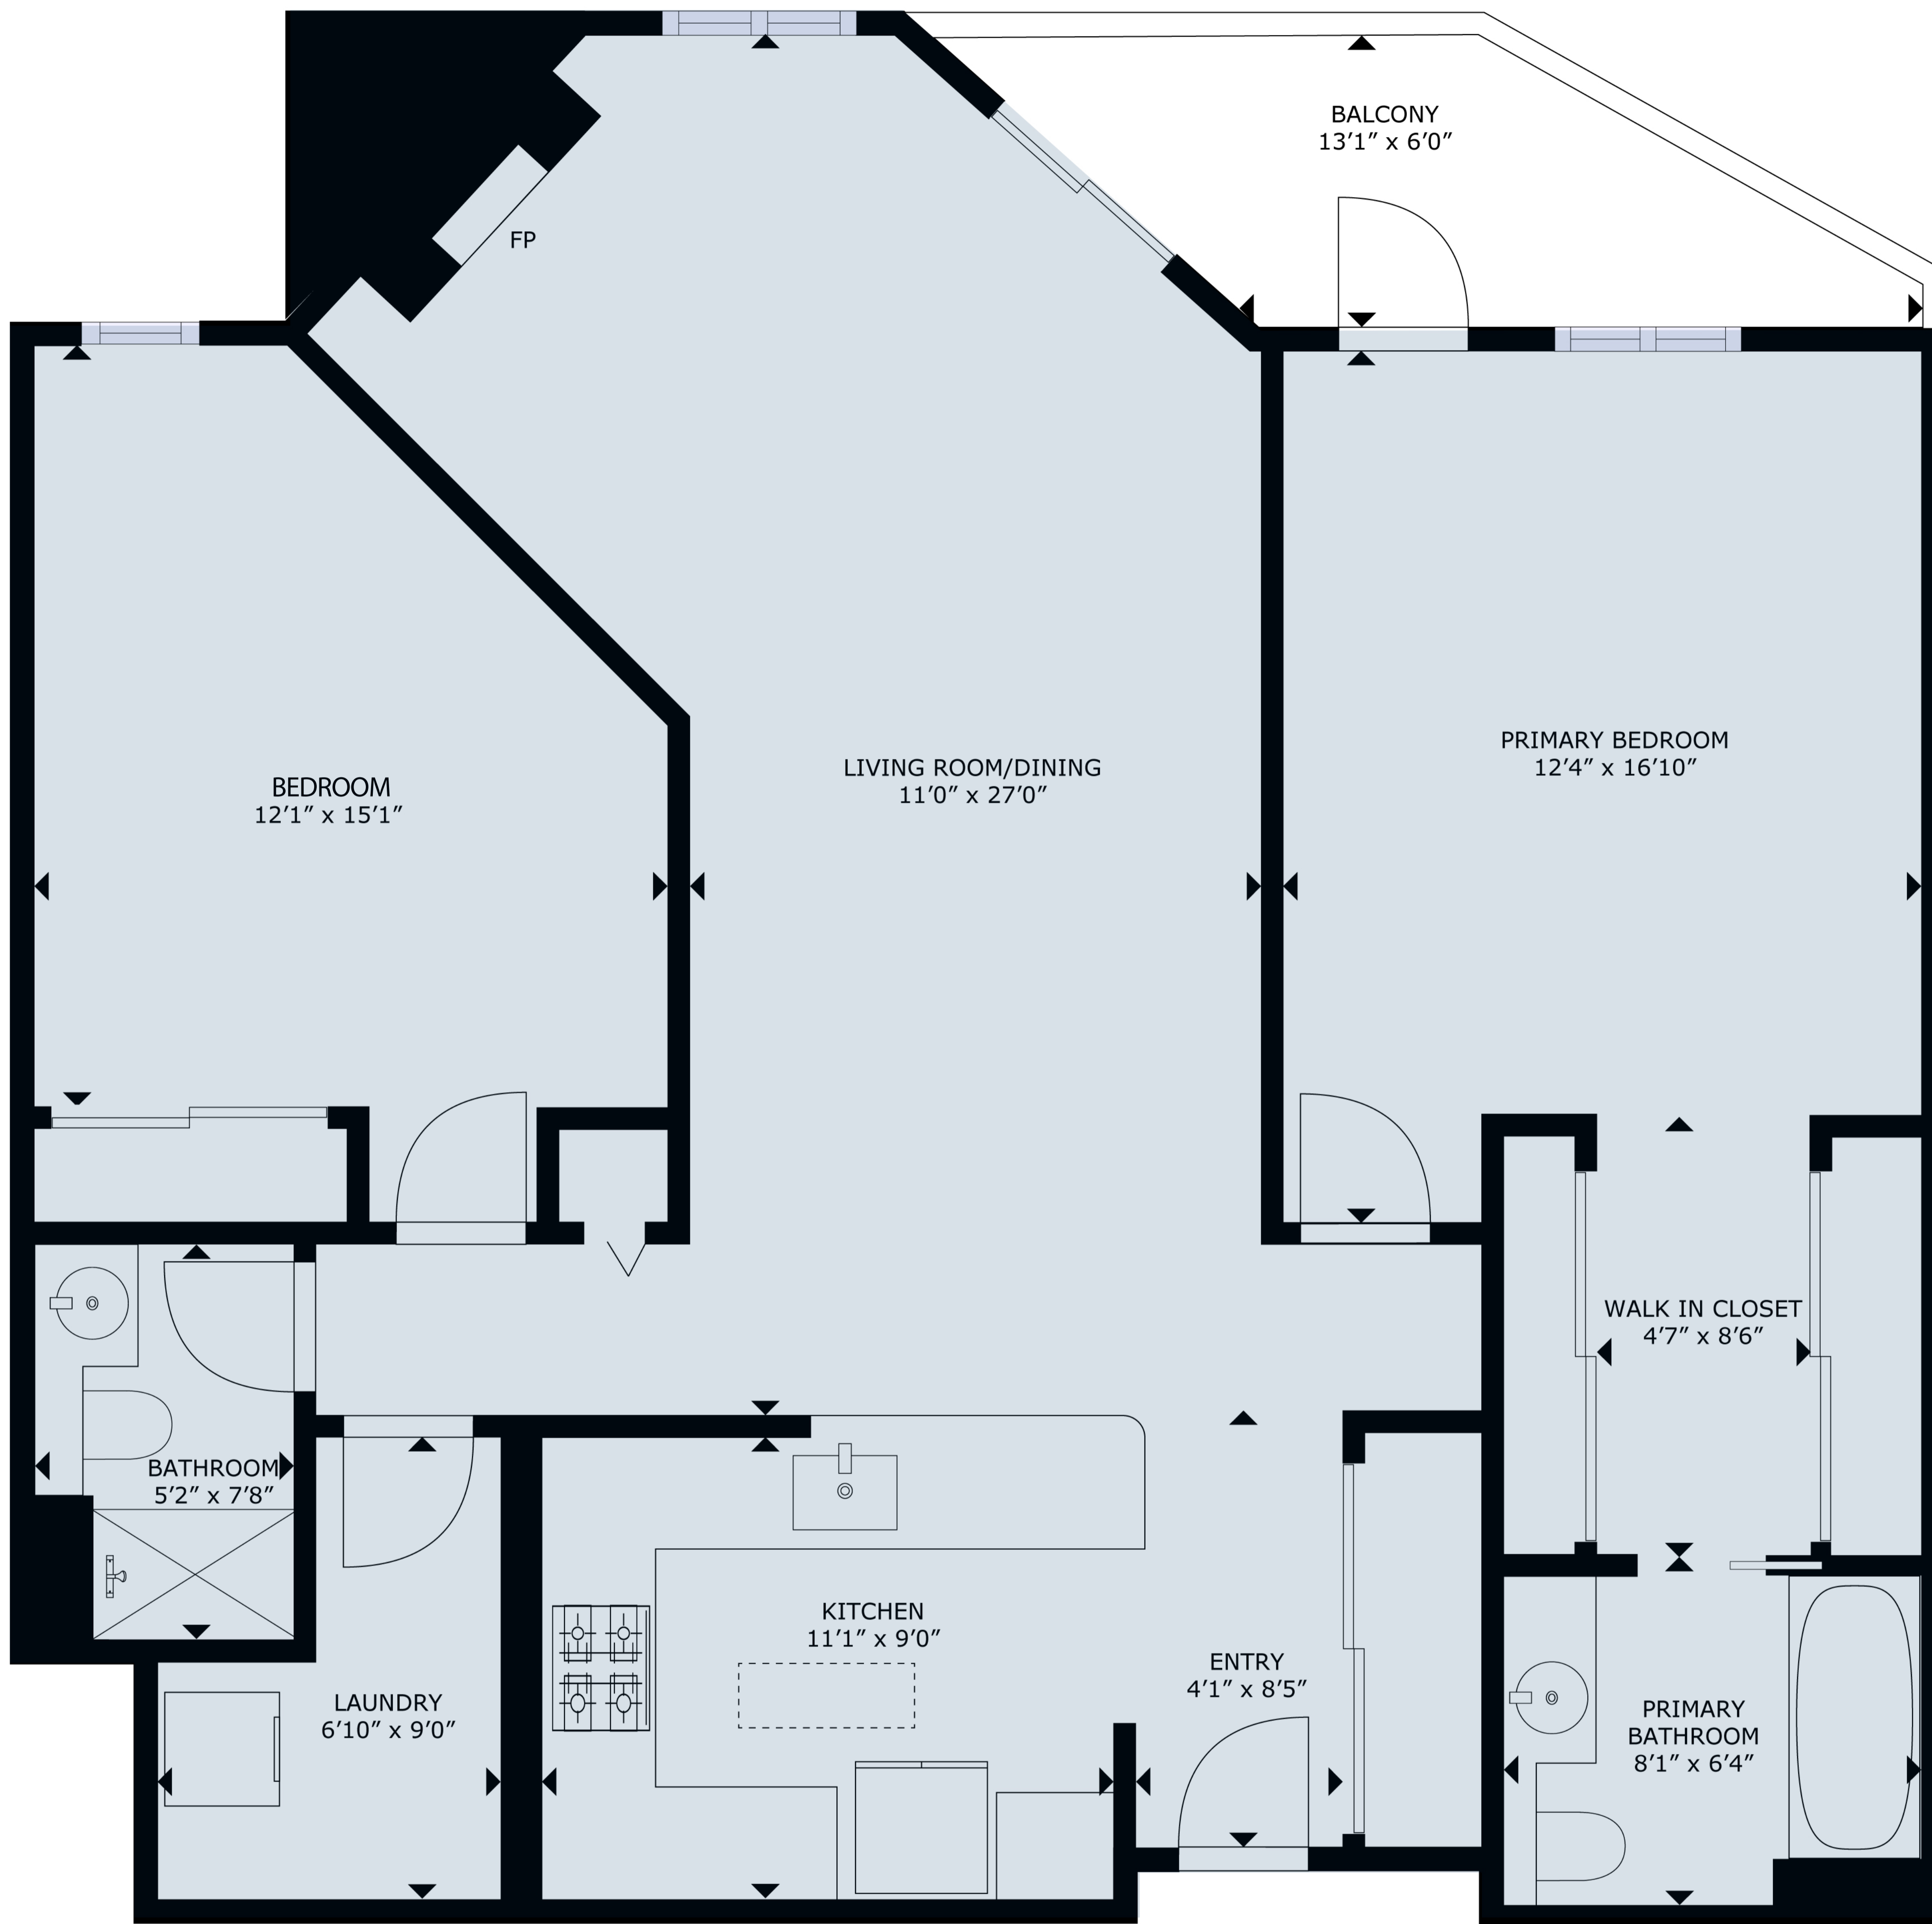 BALCONY
13′1″ x 6′0″
FP
PRIMARY BEDROOM
12′4″ x 16′10″
LIVING ROOM/DINING
11′0″ x 27′0″
BEDROOM
12′1″ x 15′1″
WALK IN CLOSET
4′7″ x 8′6″
BATHROOM
5′2″ x 7′8″
KITCHEN
11′1″ x 9′0″
ENTRY
4′1″ x 8′5″
LAUNDRY
6′10″ x 9′0″
PRIMARY
BATHROOM
8′1″ x 6′4″